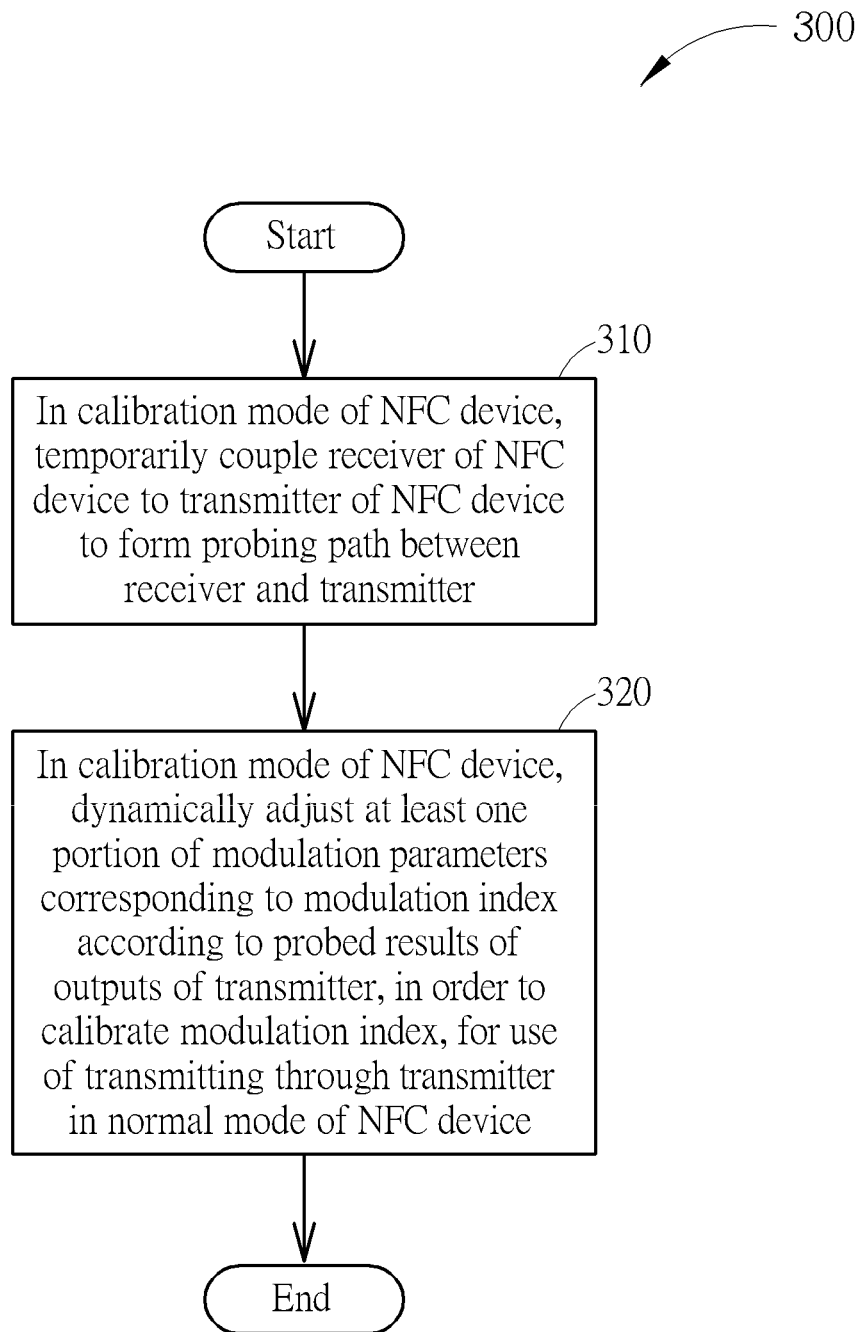 300
Start
310
In calibration mode of NFC device,
temporarily couple receiver of NFC
device to transmitter of NFC device
to form probing path between
receiver and transmitter
320
In calibration mode of NFC device,
dynamically adjust at least one
portion of modulation parameters
corresponding to modulation index
according to probed results of
outputs of transmitter, in order to
calibrate modulation index, for use
of transmitting through transmitter
in normal mode of NFC device
End